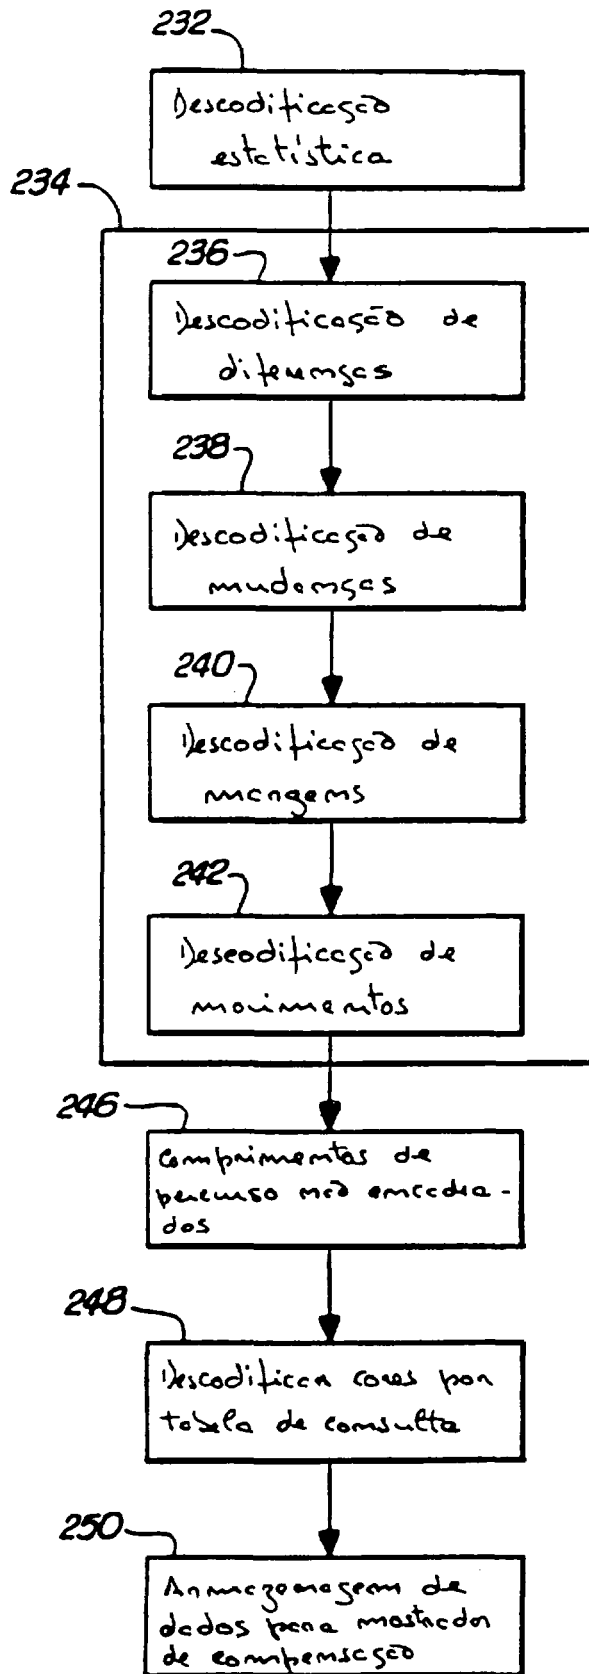 232
Descodificação
estatística
234
236
Descodificação de
diferenças
238
Descodificação de
mudanças
240
Descodificação de
margens
242
Descodificação de
movimentos
246
comprimentos de
percurso não encadea-
dos
248
Descodificar cores por
tabela de consulta
250
Armazenagem de
dados para mostrador
de compensação